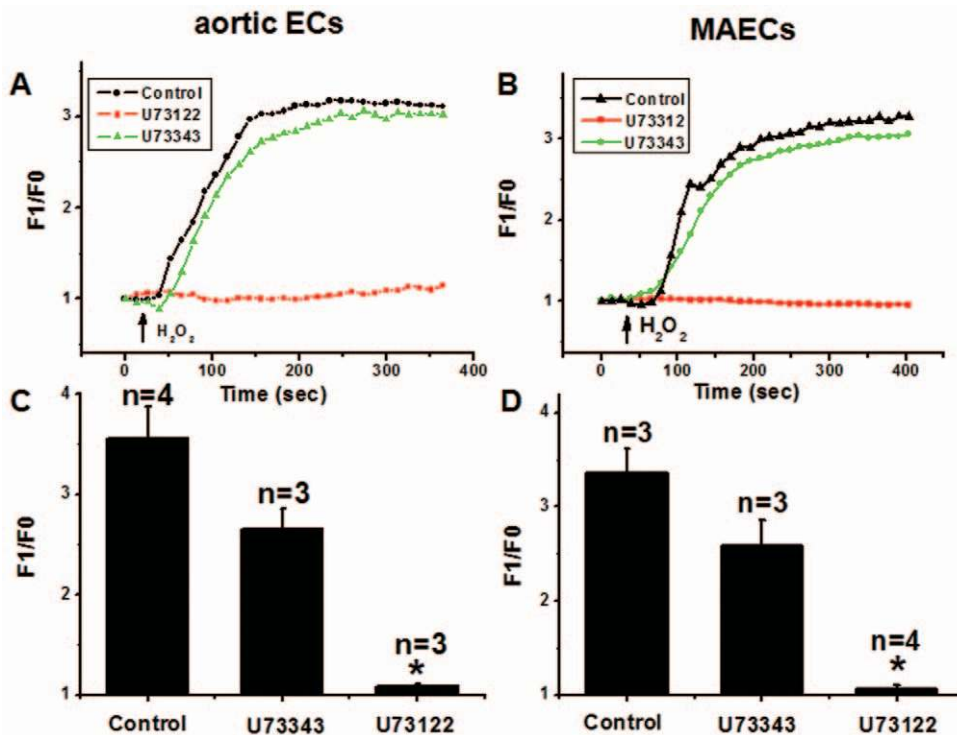 aortic ECs
MAECs
A
Control
U73122
U73343
3
2
1
F1/F0
H2O2
0
100
200
300
400
Time (sec)
B
Control
U73312
U73343
3
2
1
F1/F0
H2O2
0
100
200
300
400
Time (sec)
C
4
3
2
1
F1/F0
n=4
n=3
n=3
*
Control
U73343
U73122
D
4
3
2
1
F1/F0
n=3
n=3
n=4
*
Control
U73343
U73122